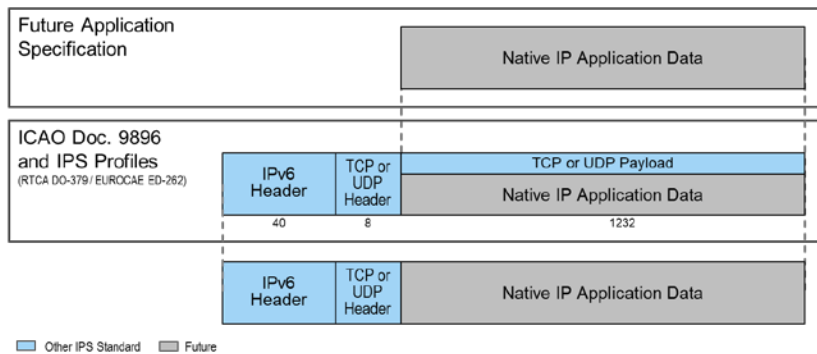 Future Application
Specification
Native IP Application Data
ICAO Doc. 9896
and IPS Profiles
(RTCA DO-379 / EUROCAE ED-262)
IPv6
Header
TCP or
UDP
Header
TCP or UDP Payload
Native IP Application Data
40
8
1232
IPv6
Header
TCP or
UDP
Header
Native IP Application Data
Other IPS Standard
Future